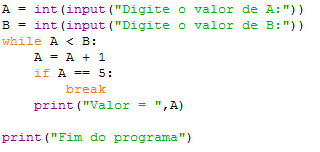 A = int(input("Digite o valor de A:"))
B = int(input("Digite o valor de B:"))
while A < B:
    A = A + 1
    if A == 5:
        break
    print("Valor = ",A)

print("Fim do programa")